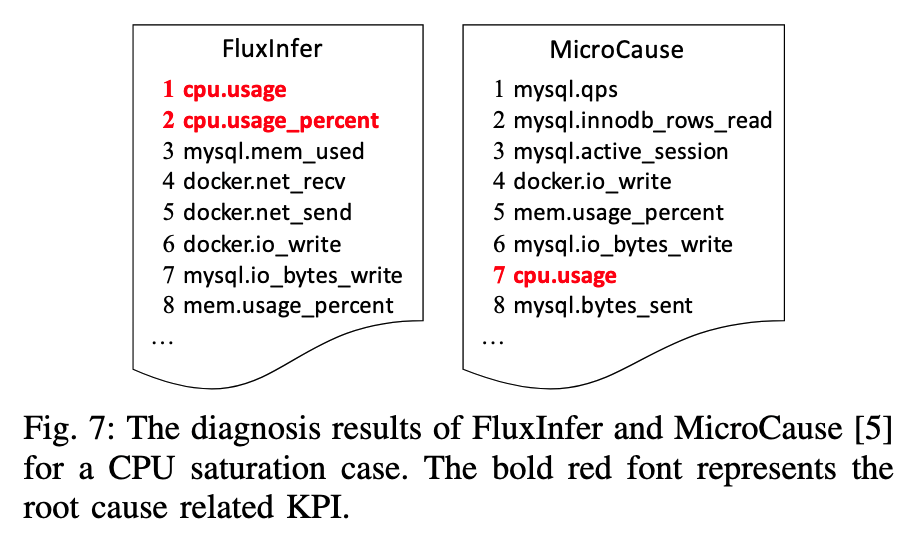 FluxInfer
1 cpu.usage
2 cpu.usage_percent
3 mysql.mem_used
4 docker.net_recv
5 docker.net_send
6 docker.io_write
7 mysql.io_bytes_write
8 mem.usage_percent
...
MicroCause
1 mysql.qps
2 mysql.innodb_rows_read
3 mysql.active_session
4 docker.io_write
5 mem.usage_percent
6 mysql.io_bytes_write
7 cpu.usage
8 mysql.bytes_sent
...
Fig. 7: The diagnosis results of FluxInfer and MicroCause [5]
for a CPU saturation case. The bold red font represents the
root cause related KPI.